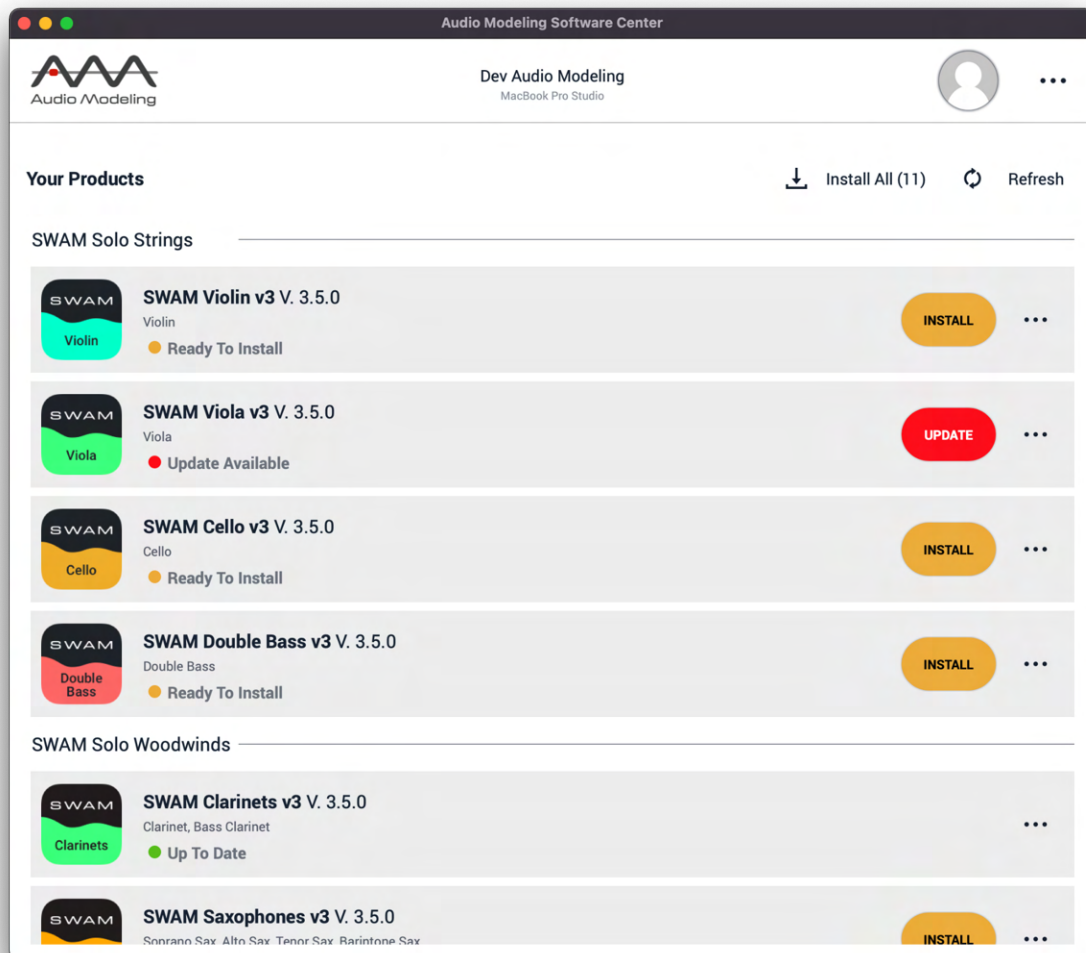 Audio Modeling Software Center
Audio Modeling
Dev Audio Modeling
MacBook Pro Studio
Your Products
Install All (11)
Refresh
SWAM Solo Strings
SWAM
Violin
SWAM Violin v3 V. 3.5.0
Violin
Ready To Install
INSTALL
SWAM
Viola
SWAM Viola v3 V. 3.5.0
Viola
Update Available
UPDATE
SWAM
Cello
SWAM Cello v3 V. 3.5.0
Cello
Ready To Install
INSTALL
SWAM
Double
Bass
SWAM Double Bass v3 V. 3.5.0
Double Bass
Ready To Install
INSTALL
SWAM Solo Woodwinds
SWAM
Clarinets
SWAM Clarinets v3 V. 3.5.0
Clarinet, Bass Clarinet
Up To Date
SWAM
SWAM Saxophones v3 V. 3.5.0
Soprano Sax, Alto Sax, Tenor Sax, Barintone Sax
INSTALL